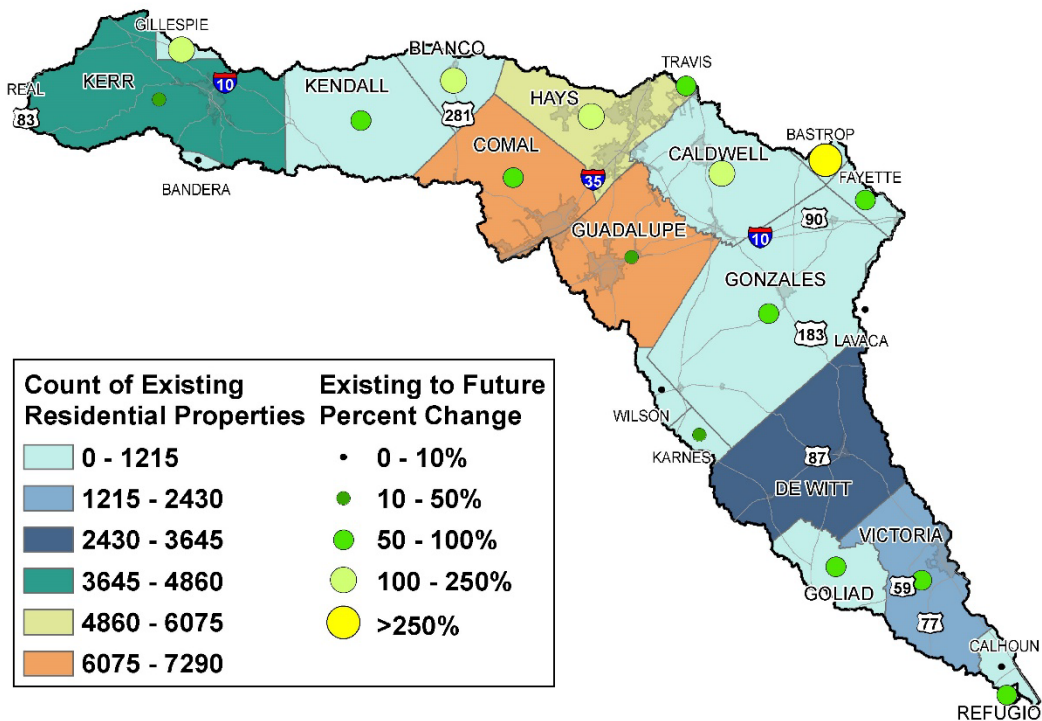 GILLESPIE
BLANCO
TRAVIS
KERR
10
KENDALL
HAYS
REAL
83
281
BASTROP
COMAL
CALDWELL
FAYETTE
BANDERA
35
90
GUADALUPE
10
GONZALES
183
LAVACA
WILSON
KARNES
87
DE WITT
VICTORIA
59
GOLIAD
77
CALHOUN
REFUGIO
Count of Existing
Residential Properties
0 - 1215
1215 - 2430
2430 - 3645
3645 - 4860
4860 - 6075
6075 - 7290
Existing to Future
Percent Change
0 - 10%
10 - 50%
50 - 100%
100 - 250%
>250%